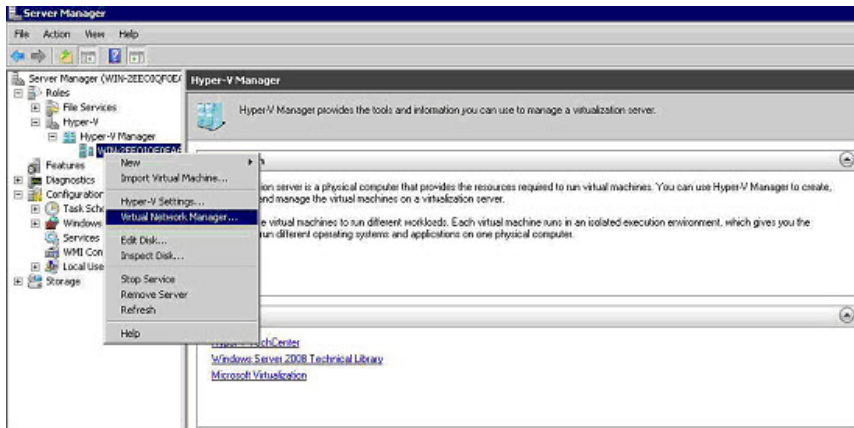 Server Manager
File Action View Help
Server Manager (WIN-2EEOIQF0EA
Roles
File Services
Hyper-V
Hyper-V Manager
Features
Diagnostics
Configuration
Task Sche
Windows
Services
WMI Con
Local Use
Storage
New
Import Virtual Machine...
Hyper-V Settings...
Virtual Network Manager...
Edit Disk...
Inspect Disk...
Stop Service
Remove Server
Refresh
Help
Hyper-V Manager
Hyper-V Manager provides the tools and information you can use to manage a virtualization server.
ion server is a physical computer that provides the resources required to run virtual machines. You can use Hyper-V Manager to create,
and manage the virtual machines on a virtualization server.
e virtual machines to run different workloads. Each virtual machine runs in an isolated execution environment, which gives you the
run different operating systems and applications on one physical computer.
TechCenter
Windows Server 2008 Technical Library
Microsoft Virtualization